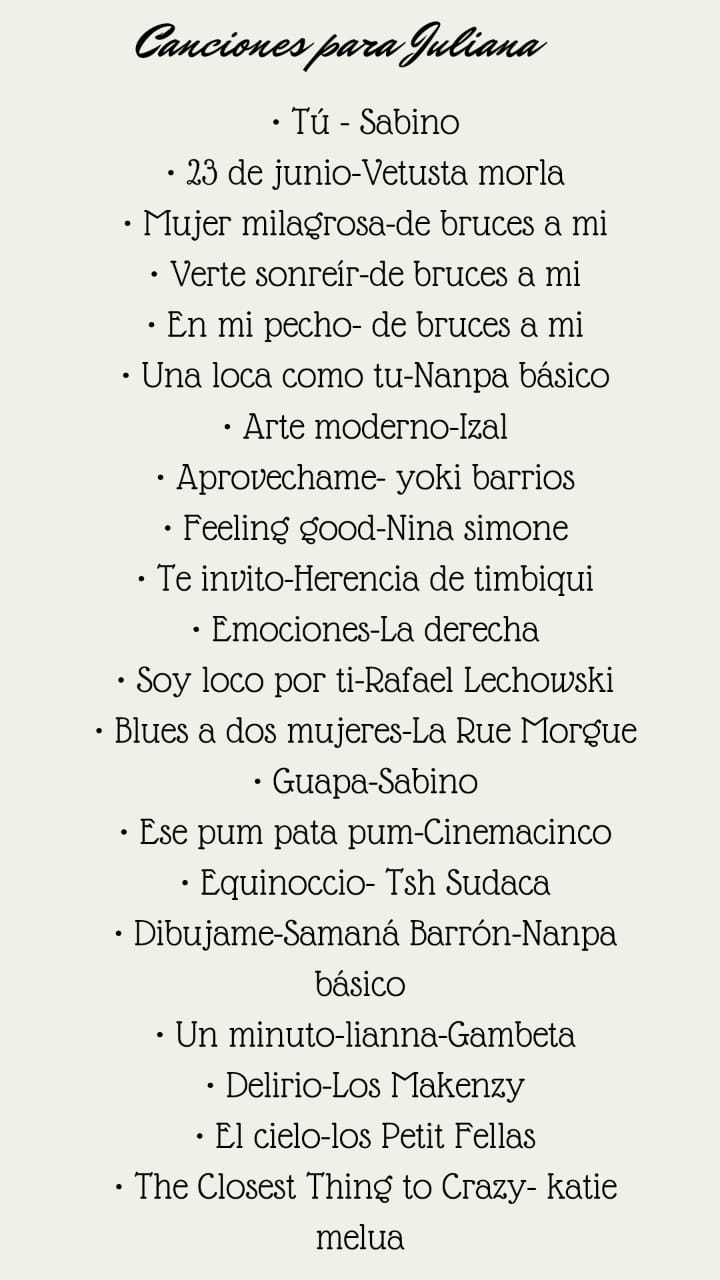 Canciones para Juliana
• Tú - Sabino
• 23 de junio-Vetusta morla
• Mujer milagrosa-de bruces a mi
• Verte sonreír-de bruces a mi
• En mi pecho- de bruces a mi
• Una loca como tu-Nanpa básico
• Arte moderno-Izal
• Aprovechame- yoki barrios
• Feeling good-Nina simone
• Te invito-Herencia de timbiqui
• Emociones-La derecha
• Soy loco por ti-Rafael Lechowski
• Blues a dos mujeres-La Rue Morgue
• Guapa-Sabino
• Ese pum pata pum-Cinemacinco
• Equinoccio- Tsh Sudaca
• Dibujame-Samaná Barrón-Nanpa
básico
• Un minuto-lianna-Gambeta
• Delirio-Los Makenzy
• El cielo-los Petit Fellas
• The Closest Thing to Crazy- katie
melua